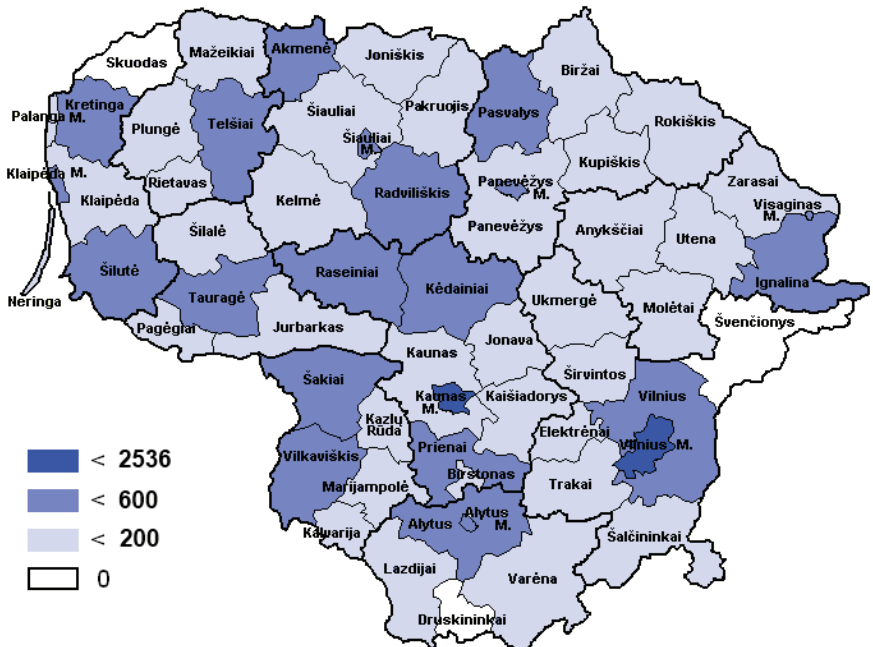 Skuodas
Mažeikiai
Akmenė
Joniškis
Biržai
Palanga M.
Kretinga
Plungė
Telšiai
Šiauliai
Šiauliai M.
Pakruojis
Pasvalys
Rokiškis
Klaipėda M.
Klaipėda
Rietavas
Kelmė
Radviliškis
Panevėžys M.
Panevėžys
Kupiškis
Zarasai
Visaginas M.
Šilalė
Anykščiai
Utena
Šilutė
Tauragė
Raseiniai
Kėdainiai
Ukmergė
Molėtai
Ignalina
Neringa
Pagėgiai
Jurbarkas
Kaunas
Jonava
Švenčionys
Šakiai
Kaunas M.
Kaišiadorys
Širvintos
Vilnius
Kazlų
Rūda
Elektrėnai
Vilnius M.
Vilkaviškis
Prienai
Birštonas
Marijampolė
Trakai
Kalvarija
Alytus
Alytus M.
Šalčininkai
Lazdijai
Varėna
Druskininkai
< 2536
< 600
< 200
0